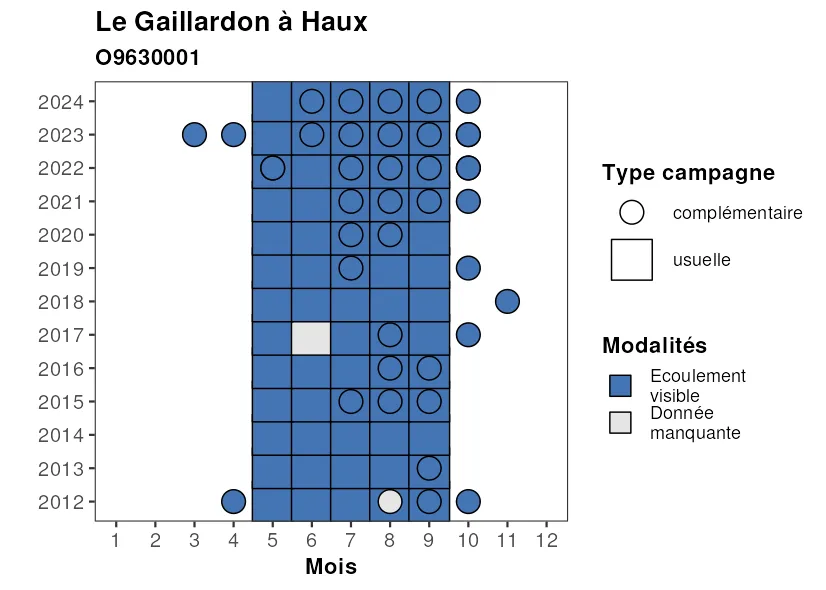 Le Gaillardon à Haux
O9630001
2024
2023
2022
2021
2020
2019
2018
2017
2016
2015
2014
2013
2012
1 2 3 4 5 6 7 8 9 10 11 12
Mois
Type campagne
complémentaire
usuelle
Modalités
Ecoulement
visible
Donnée
manquante